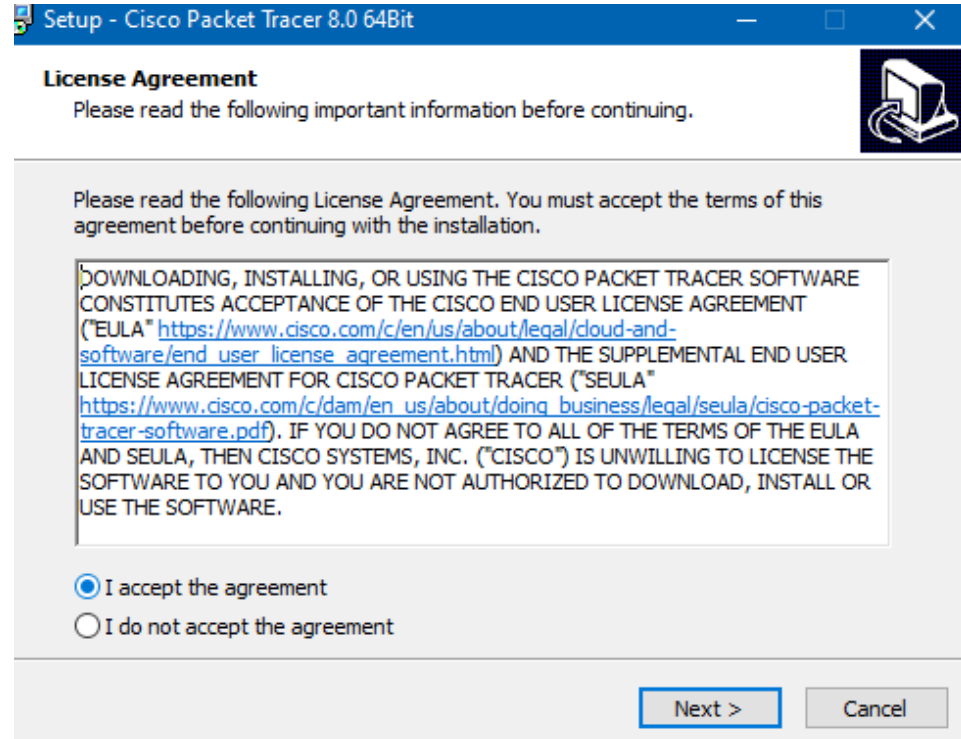 Setup - Cisco Packet Tracer 8.0 64Bit
License Agreement
Please read the following important information before continuing.
Please read the following License Agreement. You must accept the terms of this
agreement before continuing with the installation.
DOWNLOADING, INSTALLING, OR USING THE CISCO PACKET TRACER SOFTWARE
CONSTITUTES ACCEPTANCE OF THE CISCO END USER LICENSE AGREEMENT
("EULA" https://www.cisco.com/c/en/us/about/legal/cloud-and-
software/end_user_license_agreement.html) AND THE SUPPLEMENTAL END USER
LICENSE AGREEMENT FOR CISCO PACKET TRACER ("SEULA"
https://www.cisco.com/c/dam/en_us/about/doing_business/legal/seula/cisco-packet-
tracer-software.pdf). IF YOU DO NOT AGREE TO ALL OF THE TERMS OF THE EULA
AND SEULA, THEN CISCO SYSTEMS, INC. ("CISCO") IS UNWILLING TO LICENSE THE
SOFTWARE TO YOU AND YOU ARE NOT AUTHORIZED TO DOWNLOAD, INSTALL OR
USE THE SOFTWARE.
I accept the agreement
I do not accept the agreement
Next >
Cancel